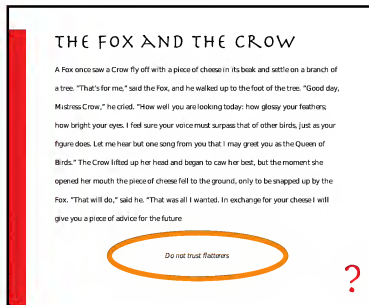 THE FOX AND THE CROW
A Fox once saw a Crow fly off with a piece of cheese in its beak and settle on a branch of
a tree. "That's for me," said the Fox, and he walked up to the foot of the tree. "Good day,
Mistress Crow," he cried. "How well you are looking today: how glossy your feathers;
how bright your eyes. I feel sure your voice must surpass that of other birds, just as your
figure does. Let me hear but one song from you that I may greet you as the Queen of
Birds." The Crow lifted up her head and began to caw her best, but the moment she
opened her mouth the piece of cheese fell to the ground, only to be snapped up by the
Fox. "That will do," said he. "That was all I wanted. In exchange for your cheese I will
give you a piece of advice for the future
Do not trust flatterers
?